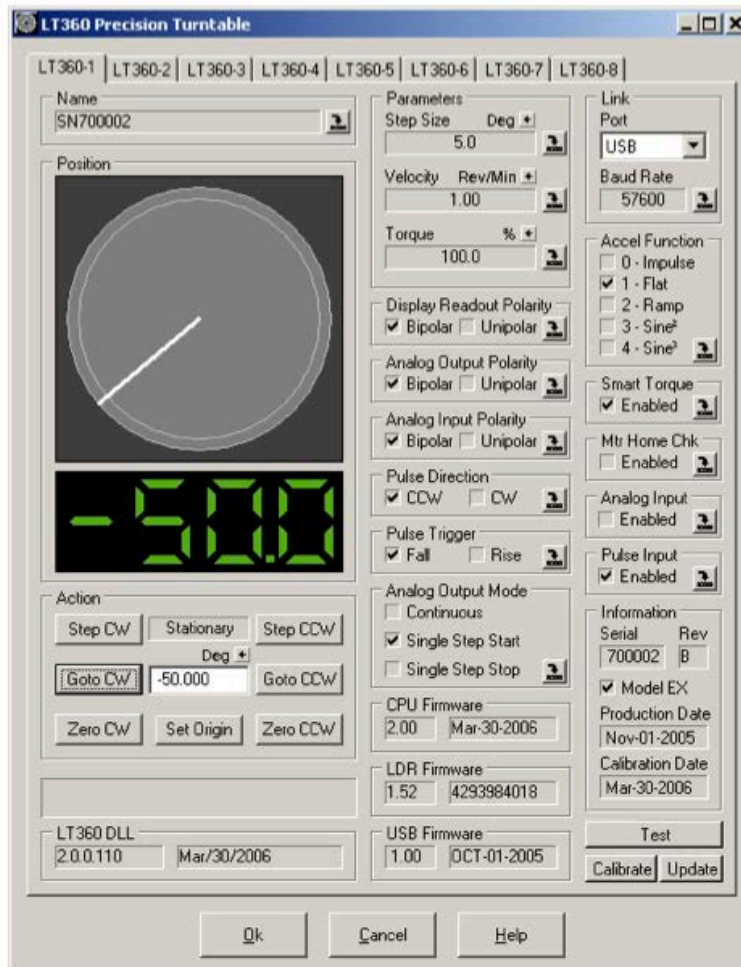 LT360 Precision Turntable
LT360-1 LT360-2 LT360-3 LT360-4 LT360-5 LT360-6 LT360-7 LT360-8
Name
SN700002
Position
-50.0
Action
Step CW Stationary Step CCW
Deg
Goto CW -50.000 Goto CCW
Zero CW Set Origin Zero CCW
LT360 DLL
2.0.0.110 Mar/30/2006
Parameters
Step Size Deg
5.0
Velocity Rev/Min
1.00
Torque %
100.0
Display Readout Polarity
Bipolar Unipolar
Analog Output Polarity
Bipolar Unipolar
Analog Input Polarity
Bipolar Unipolar
Pulse Direction
CCW CW
Pulse Trigger
Fall Rise
Analog Output Mode
Continuous
Single Step Start
Single Step Stop
CPU Firmware
2.00 Mar-30-2006
LDR Firmware
1.52 4293984018
USB Firmware
1.00 OCT-01-2005
Link
Port
USB
Baud Rate
57600
Accel Function
0 - Impulse
1 - Flat
2 - Ramp
3 - Sine²
4 - Sine³
Smart Torque
Enabled
Mtr Home Chk
Enabled
Analog Input
Enabled
Pulse Input
Enabled
Information
Serial Rev
700002 B
Model EX
Production Date
Nov-01-2005
Calibration Date
Mar-30-2006
Test
Calibrate Update
Ok Cancel Help